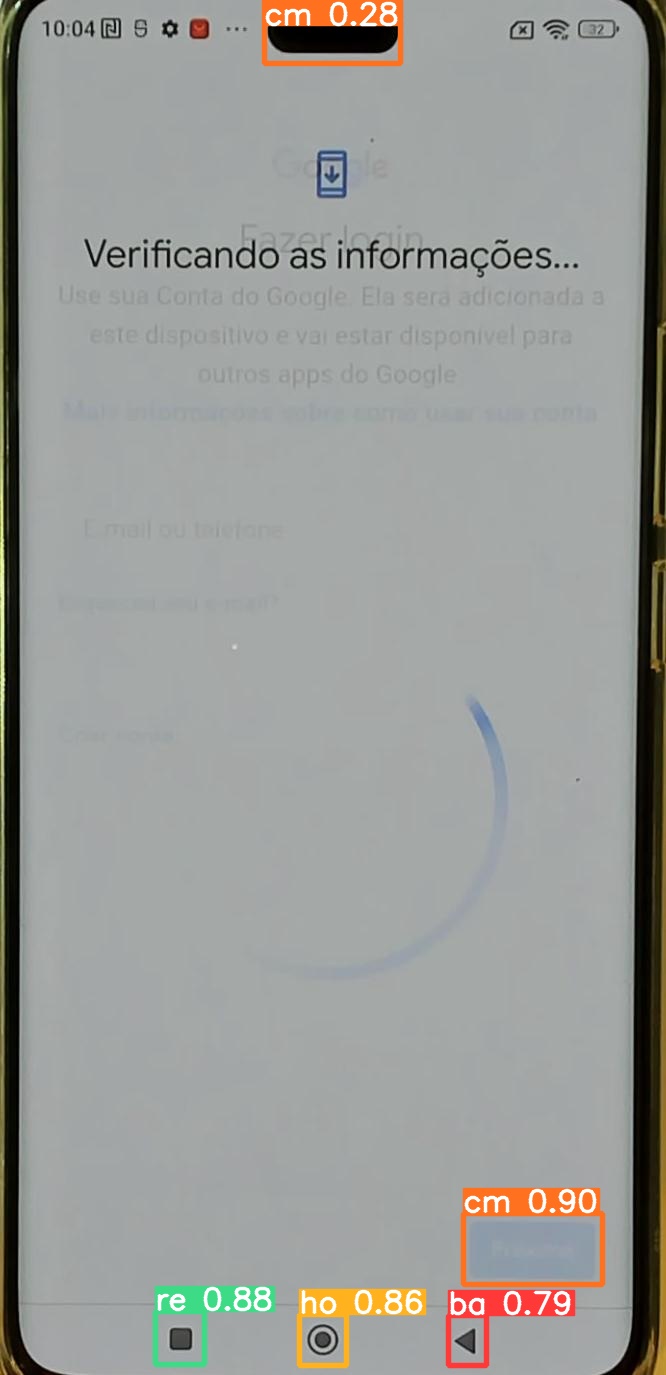 cm 0.28
10:04
32
Google
Fazer login
Verificando as informações...
Use sua Conta do Google. Ela será adicionada a
este dispositivo e vai estar disponível para
outros apps do Google
Mais informações sobre como usar sua conta
E-mail ou telefone
Esqueceu seu e-mail?
Criar conta
cm 0.90
Próxima
re 0.88
ho 0.86
ba 0.79